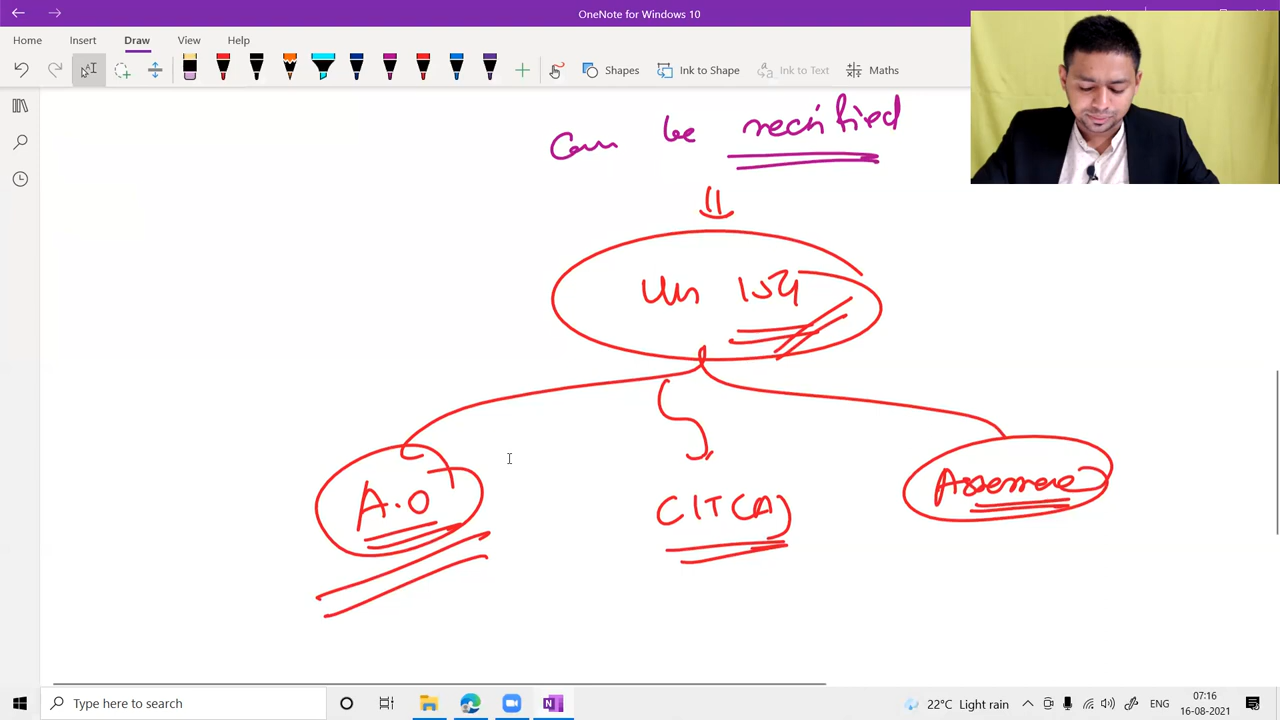 OneNote for Windows 10
Home Insert Draw View Help
Shapes Ink to Shape Ink to Text Maths
Can be rectified
U/s 154
A.O
CIT(A)
Assessee
Type here to search
22°C Light rain
ENG
07:16
16-08-2021